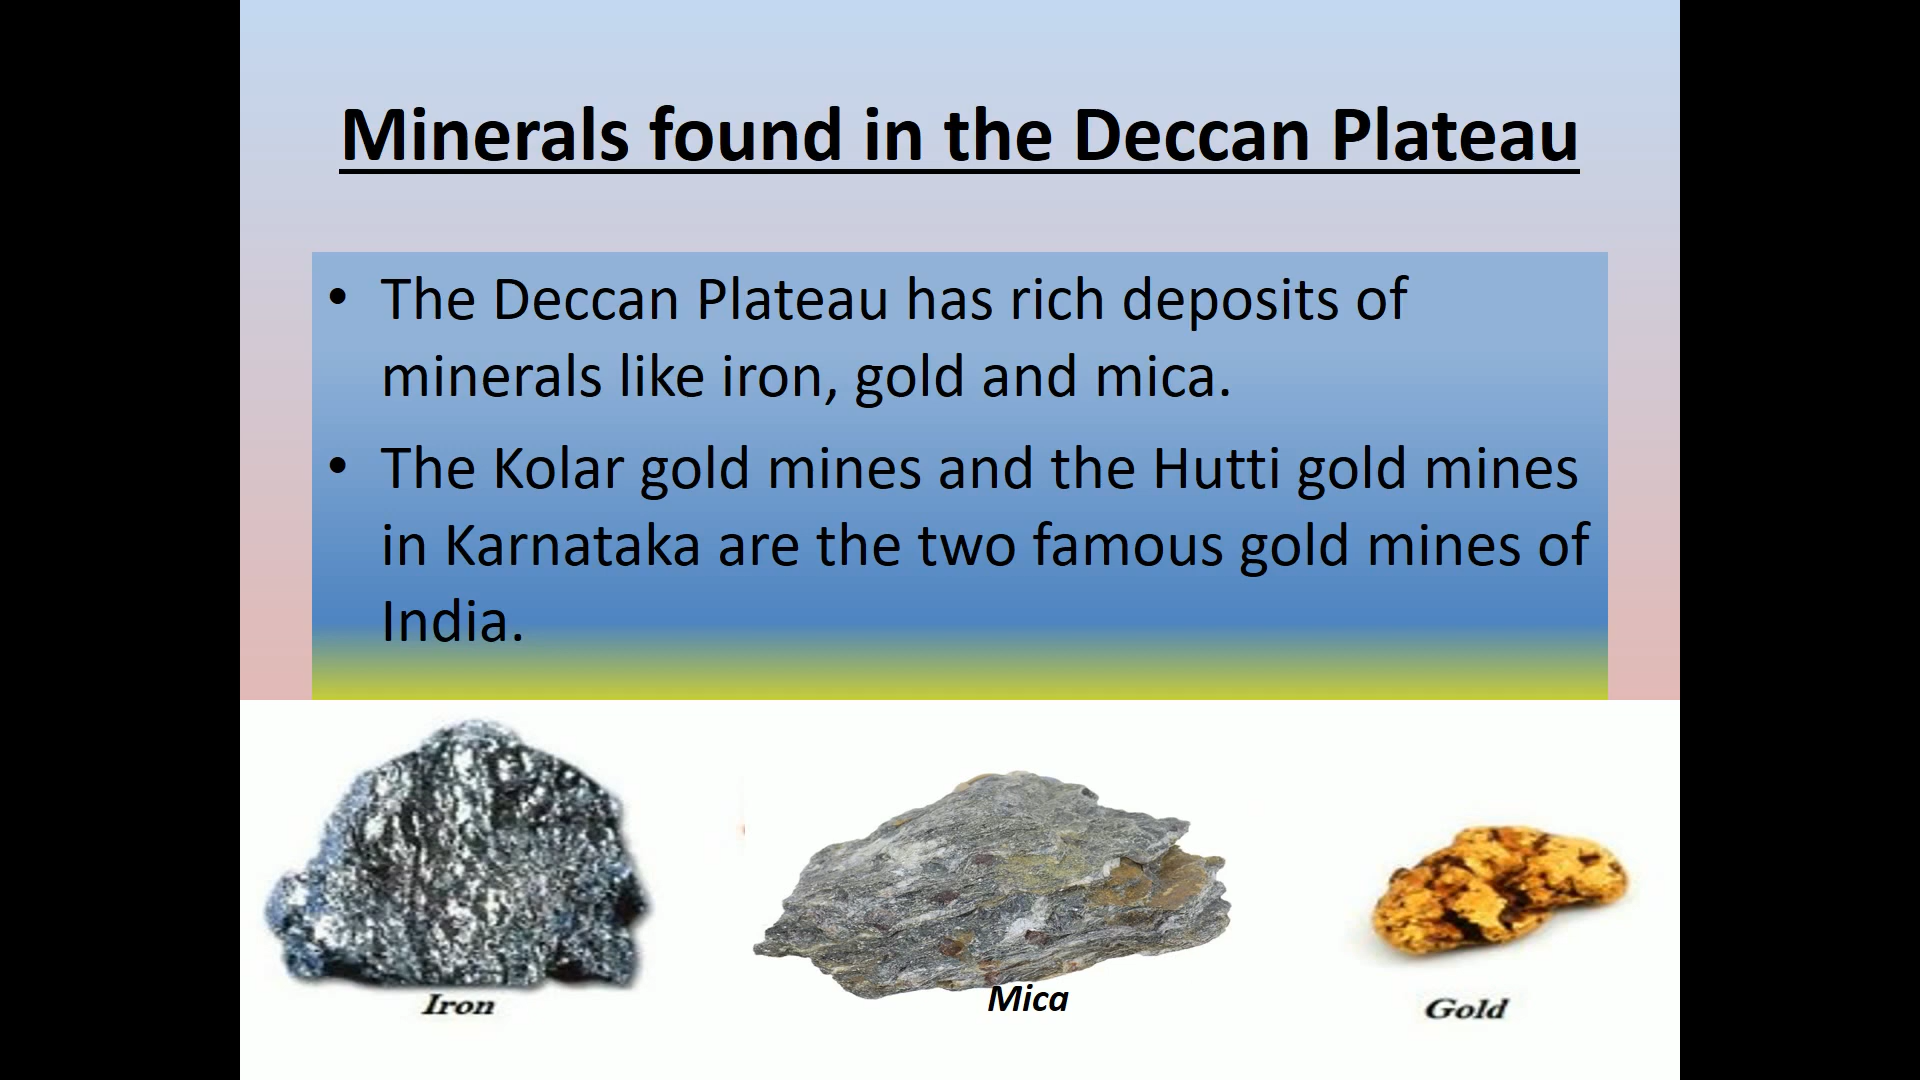 Minerals found in the Deccan Plateau
• The Deccan Plateau has rich deposits of
minerals like iron, gold and mica.
• The Kolar gold mines and the Hutti gold mines
in Karnataka are the two famous gold mines of
India.
Iron
Mica
Gold